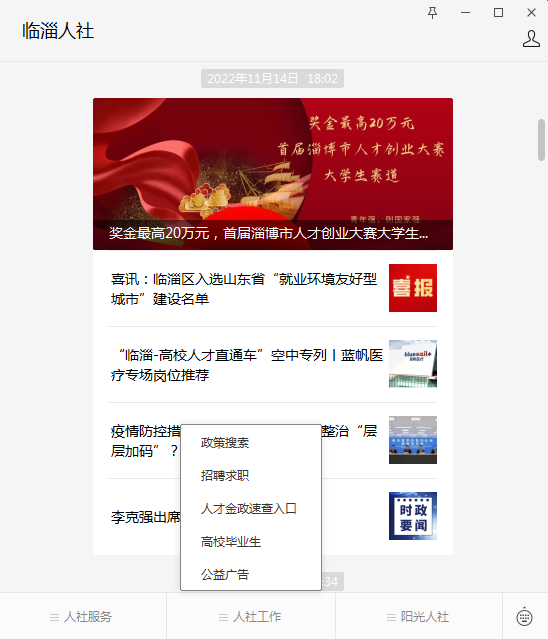 临淄人社
2022年11月14日 18:02
奖金最高20万元
首届淄博市人才创业大赛
大学生赛道
青年强，则国家强
奖金最高20万元，首届淄博市人才创业大赛大学生...
喜讯：临淄区入选山东省“就业环境友好型
城市”建设名单
喜报
“临淄-高校人才直通车”空中专列丨蓝帆医
疗专场岗位推荐
bluesail
疫情防控措
整治“层
层加码”？
李克强出席
时政
要闻
政策搜索
招聘求职
人才金政速查入口
高校毕业生
公益广告
:34
人社服务
人社工作
阳光人社